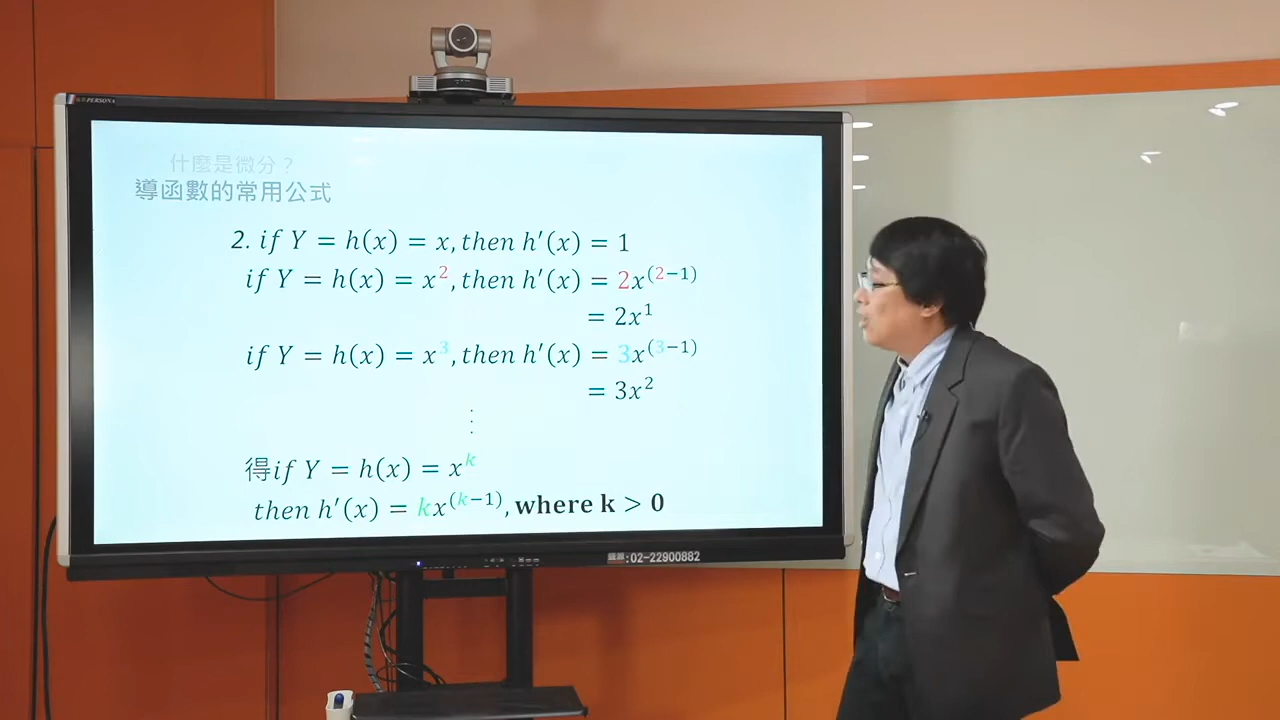 PERSONA
什麼是微分？
導函數的常用公式
2. if Y = h(x) = x, then h′(x) = 1
if Y = h(x) = x², then h′(x) = 2x⁽²⁻¹⁾
= 2x¹
if Y = h(x) = x³, then h′(x) = 3x⁽³⁻¹⁾
= 3x²
⋮
得if Y = h(x) = xᵏ
then h′(x) = kx⁽ᵏ⁻¹⁾, where k > 0
:02-22900882